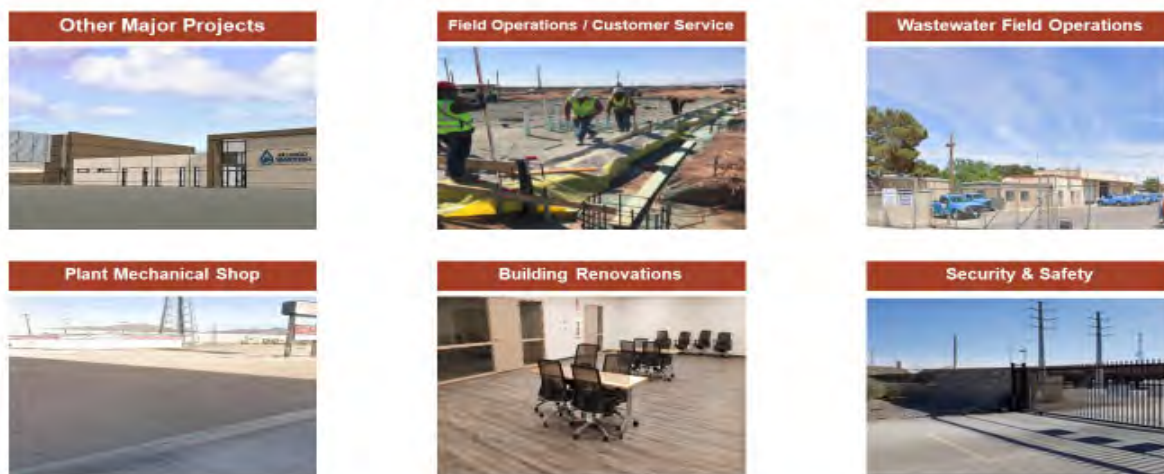 Other Major Projects
Field Operations / Customer Service
Wastewater Field Operations
Plant Mechanical Shop
Building Renovations
Security & Safety